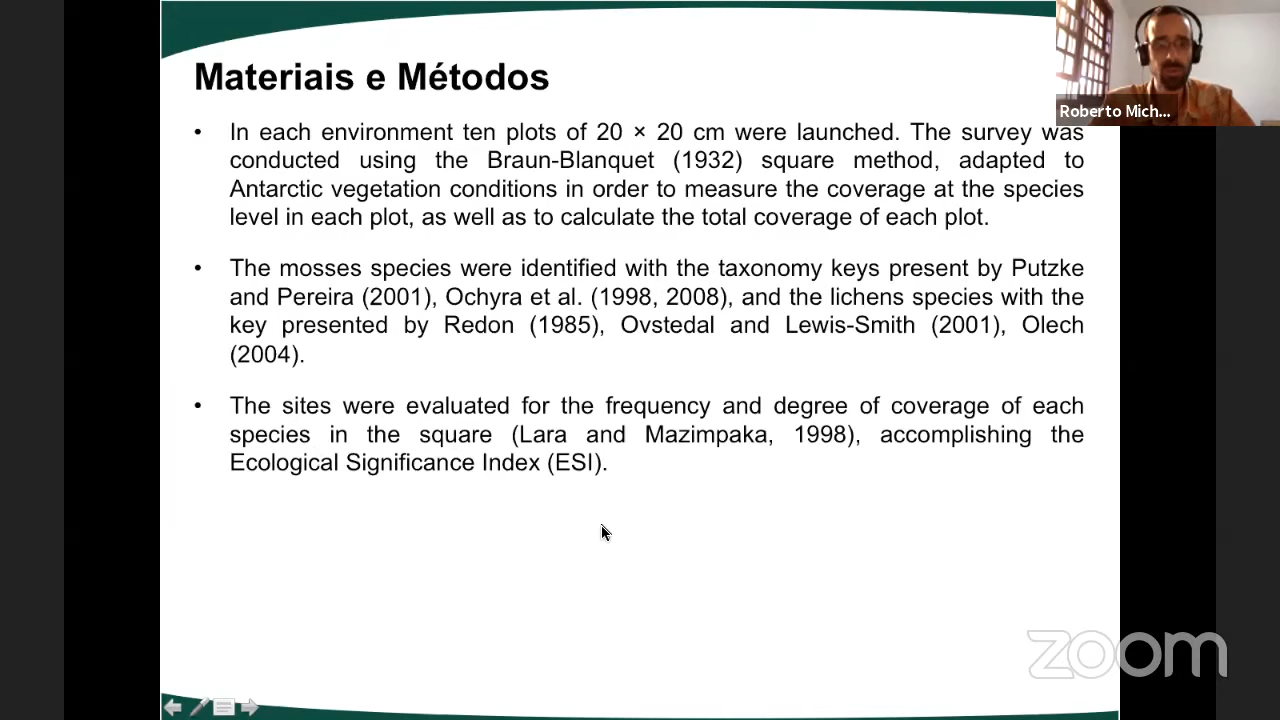 Materiais e Métodos
Roberto Mich...
• In each environment ten plots of 20 × 20 cm were launched. The survey was
conducted using the Braun-Blanquet (1932) square method, adapted to
Antarctic vegetation conditions in order to measure the coverage at the species
level in each plot, as well as to calculate the total coverage of each plot.
• The mosses species were identified with the taxonomy keys present by Putzke
and Pereira (2001), Ochyra et al. (1998, 2008), and the lichens species with the
key presented by Redon (1985), Ovstedal and Lewis-Smith (2001), Olech
(2004).
• The sites were evaluated for the frequency and degree of coverage of each
species in the square (Lara and Mazimpaka, 1998), accomplishing the
Ecological Significance Index (ESI).
zoom